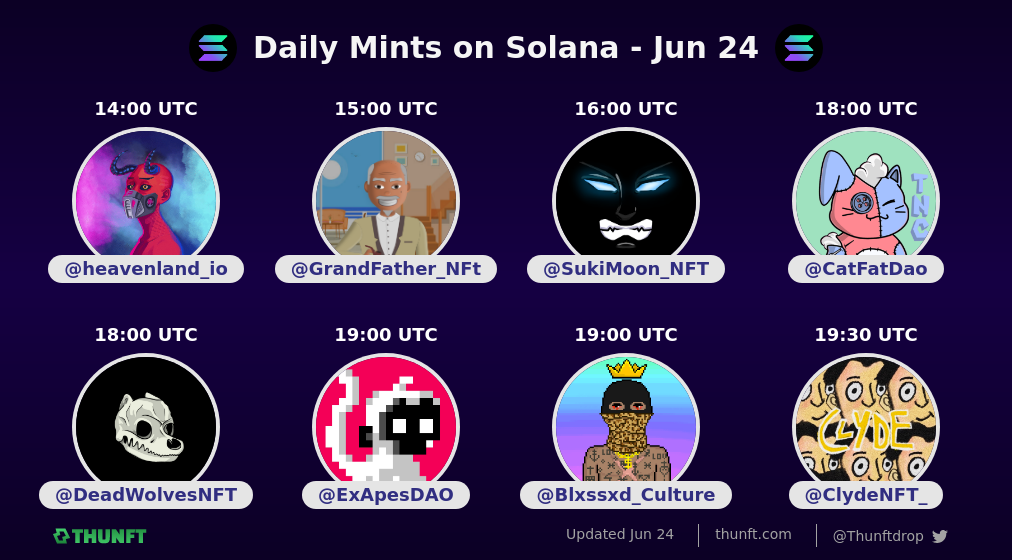 Daily Mints on Solana - Jun 24
14:00 UTC
15:00 UTC
16:00 UTC
18:00 UTC
TNC
@heavenland_io
@GrandFather_NFt
@SukiMoon_NFT
@CatFatDao
18:00 UTC
19:00 UTC
19:00 UTC
19:30 UTC
CLYDE
@DeadWolvesNFT
@ExApesDAO
@Blxssxd_Culture
@ClydeNFT_
THUNFT
Updated Jun 24
thunft.com
@Thunftdrop